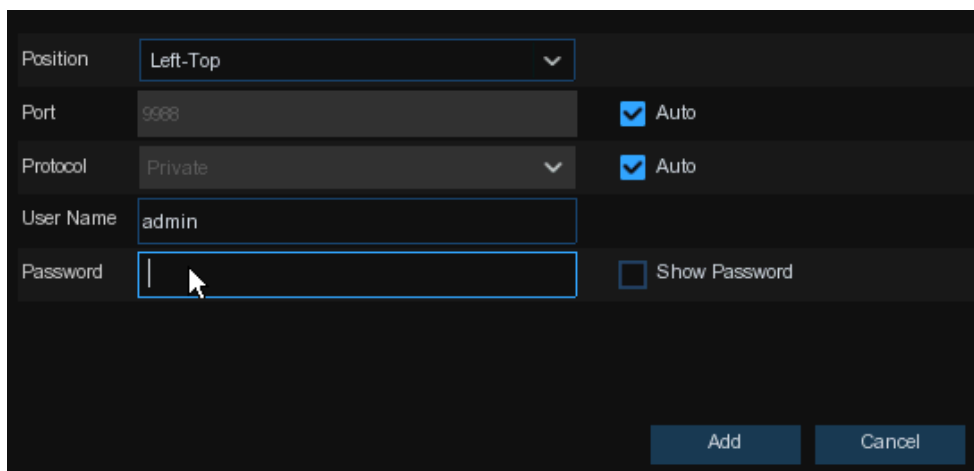 Position Left-Top
Port 9988 Auto
Protocol Private Auto
User Name admin
Password Show Password
Add Cancel